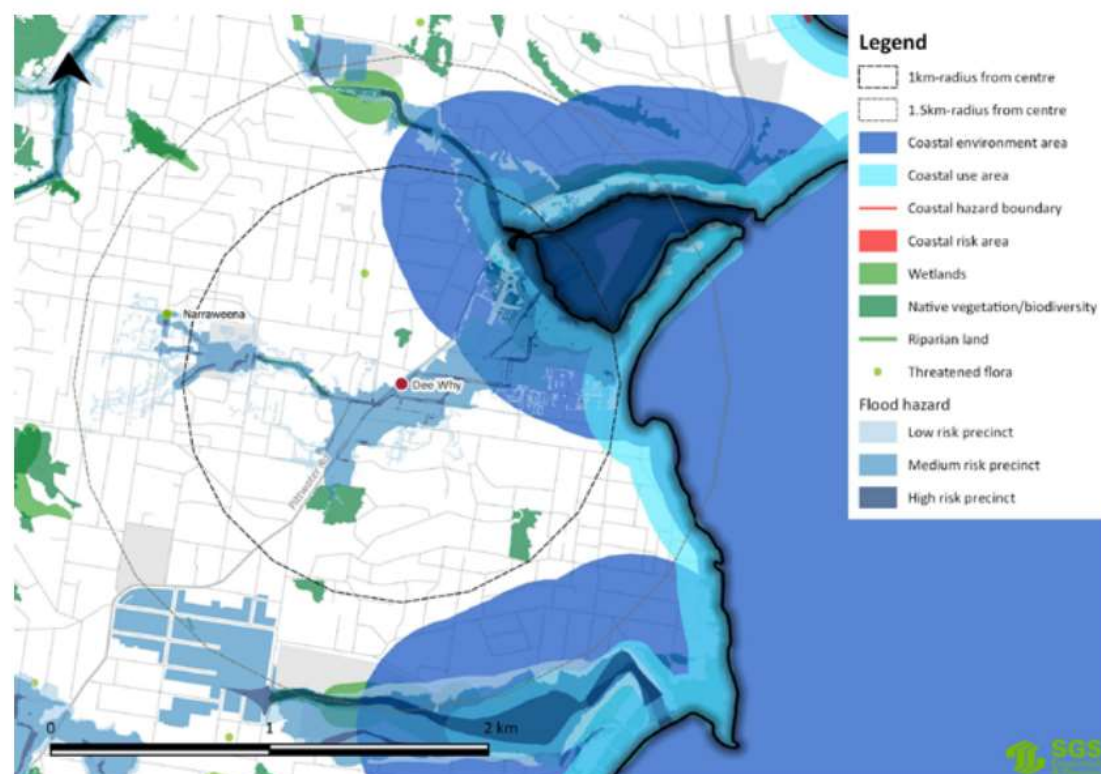 Legend
1km-radius from centre
1.5km-radius from centre
Coastal environment area
Coastal use area
Coastal hazard boundary
Coastal risk area
Wetlands
Native vegetation/biodiversity
Riparian land
Threatened flora
Flood hazard
Low risk precinct
Medium risk precinct
High risk precinct
Narraweena
Dee Why
0 1 2 km
SGS